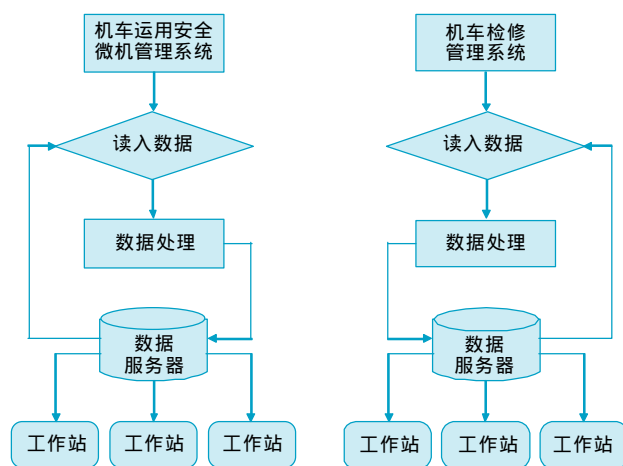 机车运用安全
微机管理系统
读入数据
数据处理
数据
服务器
工作站
工作站
工作站
机车检修
管理系统
读入数据
数据处理
数据
服务器
工作站
工作站
工作站